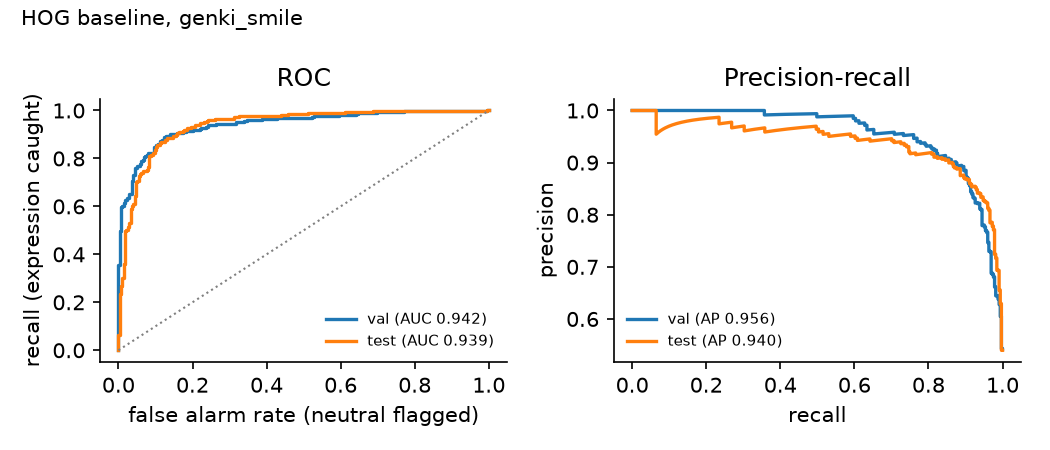 HOG baseline, genki_smile
ROC
recall (expression caught)
1.0
0.8
0.6
0.4
0.2
0.0
val (AUC 0.942)
test (AUC 0.939)
0.0 0.2 0.4 0.6 0.8 1.0
false alarm rate (neutral flagged)
Precision-recall
precision
1.0
0.9
0.8
0.7
0.6
val (AP 0.956)
test (AP 0.940)
0.0 0.2 0.4 0.6 0.8 1.0
recall